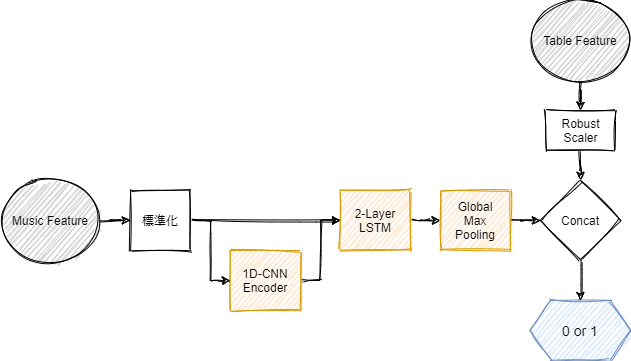 Table Feature
Robust
Scaler
Music Feature
標準化
2-Layer
LSTM
Global
Max
Pooling
Concat
1D-CNN
Encoder
0 or 1